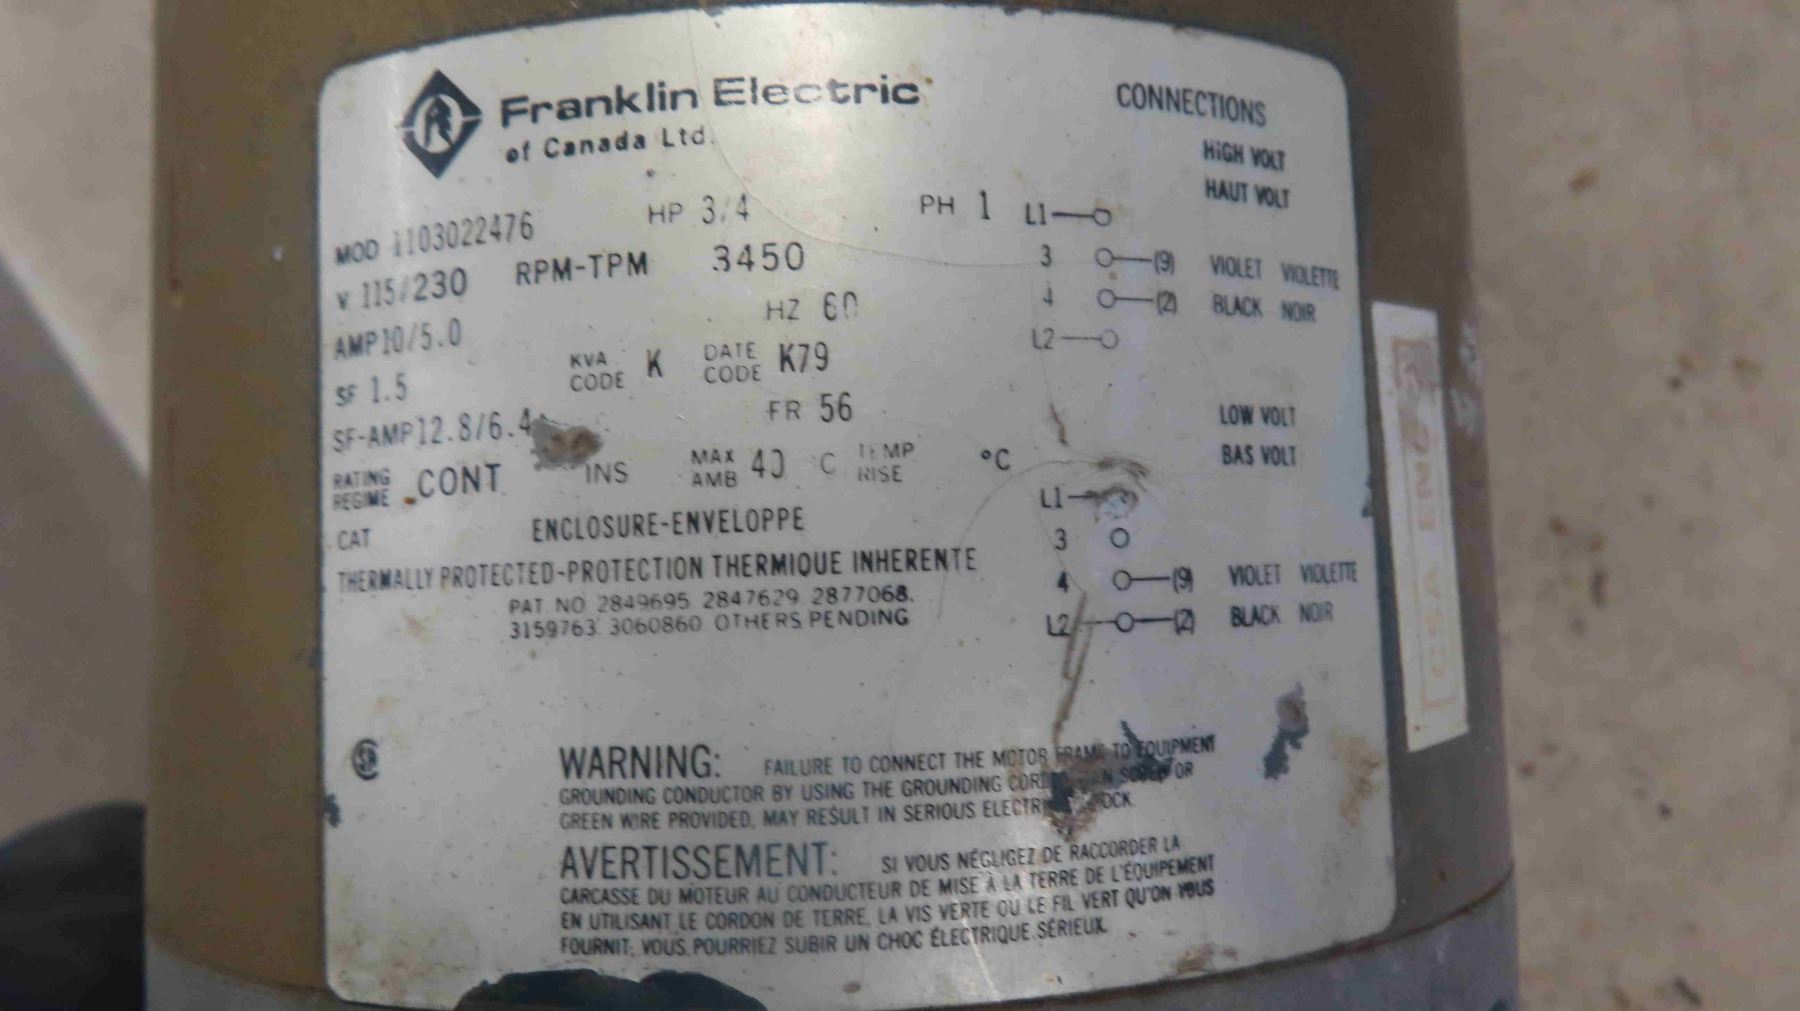 Franklin Electric
of Canada Ltd.
MOD 1103022476 HP 3/4 PH 1
V 115/230 RPM-TPM 3450
AMP 10/5.0 HZ 60
SF 1.5 KVA CODE K DATE CODE K79
SF-AMP 12.8/6.4 FR 56
RATING REGIME CONT INS MAX AMB 40 °C TEMP RISE °C
CAT ENCLOSURE-ENVELOPPE
THERMALLY PROTECTED-PROTECTION THERMIQUE INHERENTE
PAT NO 2849695 2847629 2877068.
3159763 3060860 OTHERS PENDING
CONNECTIONS
HIGH VOLT
HAUT VOLT
L1
3 (9) VIOLET VIOLETTE
4 (2) BLACK NOIR
L2
LOW VOLT
BAS VOLT
L1
3
4 (9) VIOLET VIOLETTE
L2 (2) BLACK NOIR
WARNING: FAILURE TO CONNECT THE MOTOR FRAME TO EQUIPMENT
GROUNDING CONDUCTOR BY USING THE GROUNDING OR
GREEN WIRE PROVIDED, MAY RESULT IN SERIOUS
AVERTISSEMENT: SI VOUS NÉGLIGEZ DE RACCORDER LA
CARCASSE DU MOTEUR AU CONDUCTEUR DE MISE À LA TERRE DE L'ÉQUIPEMENT
EN UTILISANT LE CORDON DE TERRE, LA VIS VERTE OU LE FIL VERT QU'ON VOUS
FOURNIT, VOUS POURRIEZ SUBIR UN CHOC ÉLECTRIQUE SÉRIEUX.
CSA